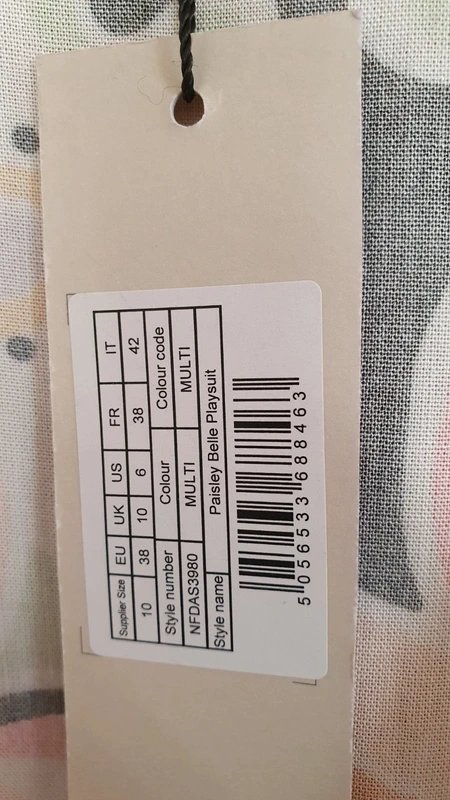 Supplier Size EU UK US FR IT
10 38 10 6 38 42
Style number Colour Colour code
NFDAS3980 MULTI MULTI
Style name Paisley Belle Playsuit
5 056533 688463